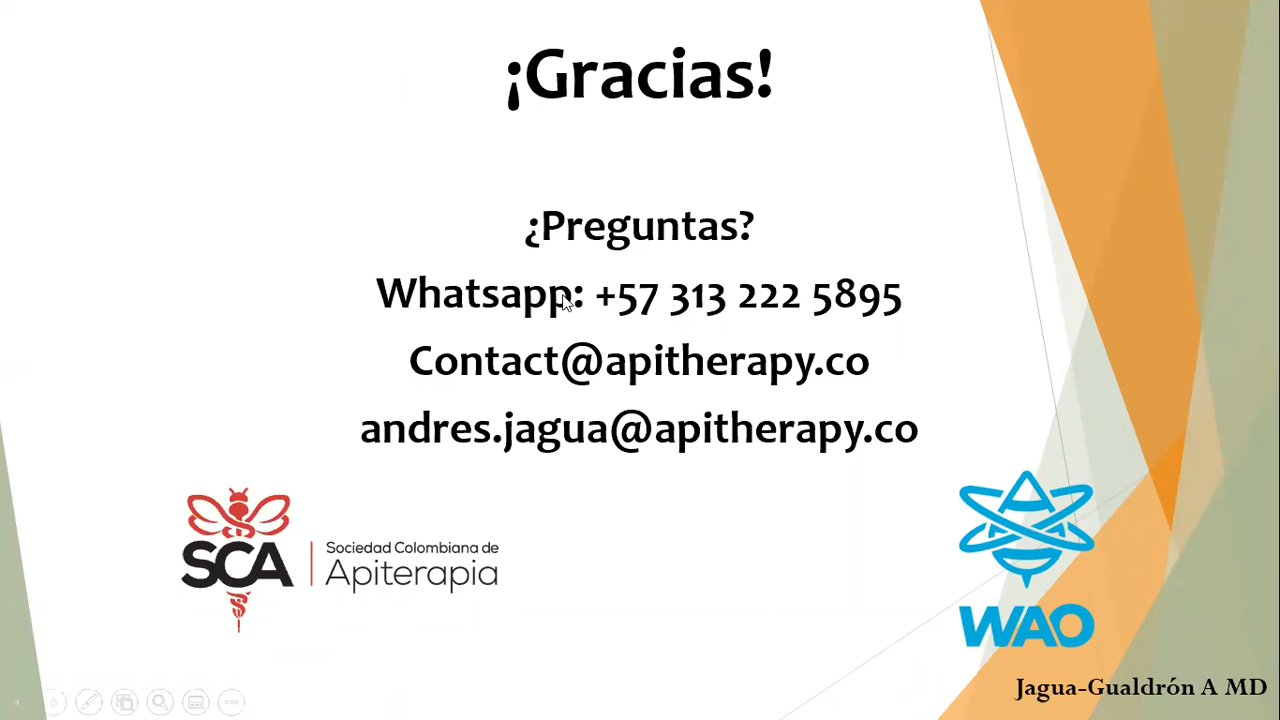 ¡Gracias!
¿Preguntas?
Whatsapp: +57 313 222 5895
Contact@apitherapy.co
andres.jagua@apitherapy.co
SCA
Sociedad Colombiana de
Apiterapia
WAO
Jagua-Gualdrón A MD